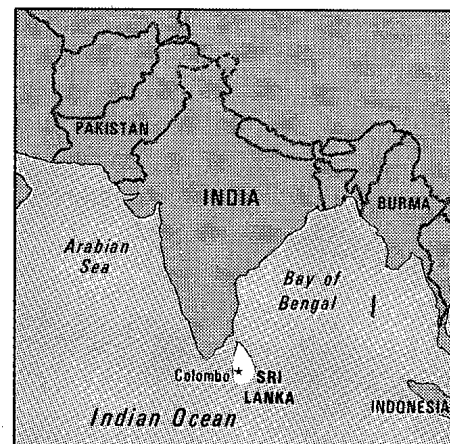 PAKISTAN
INDIA
BURMA
Arabian
Sea
Bay of
Bengal
Colombo
SRI
LANKA
INDONESIA
Indian Ocean